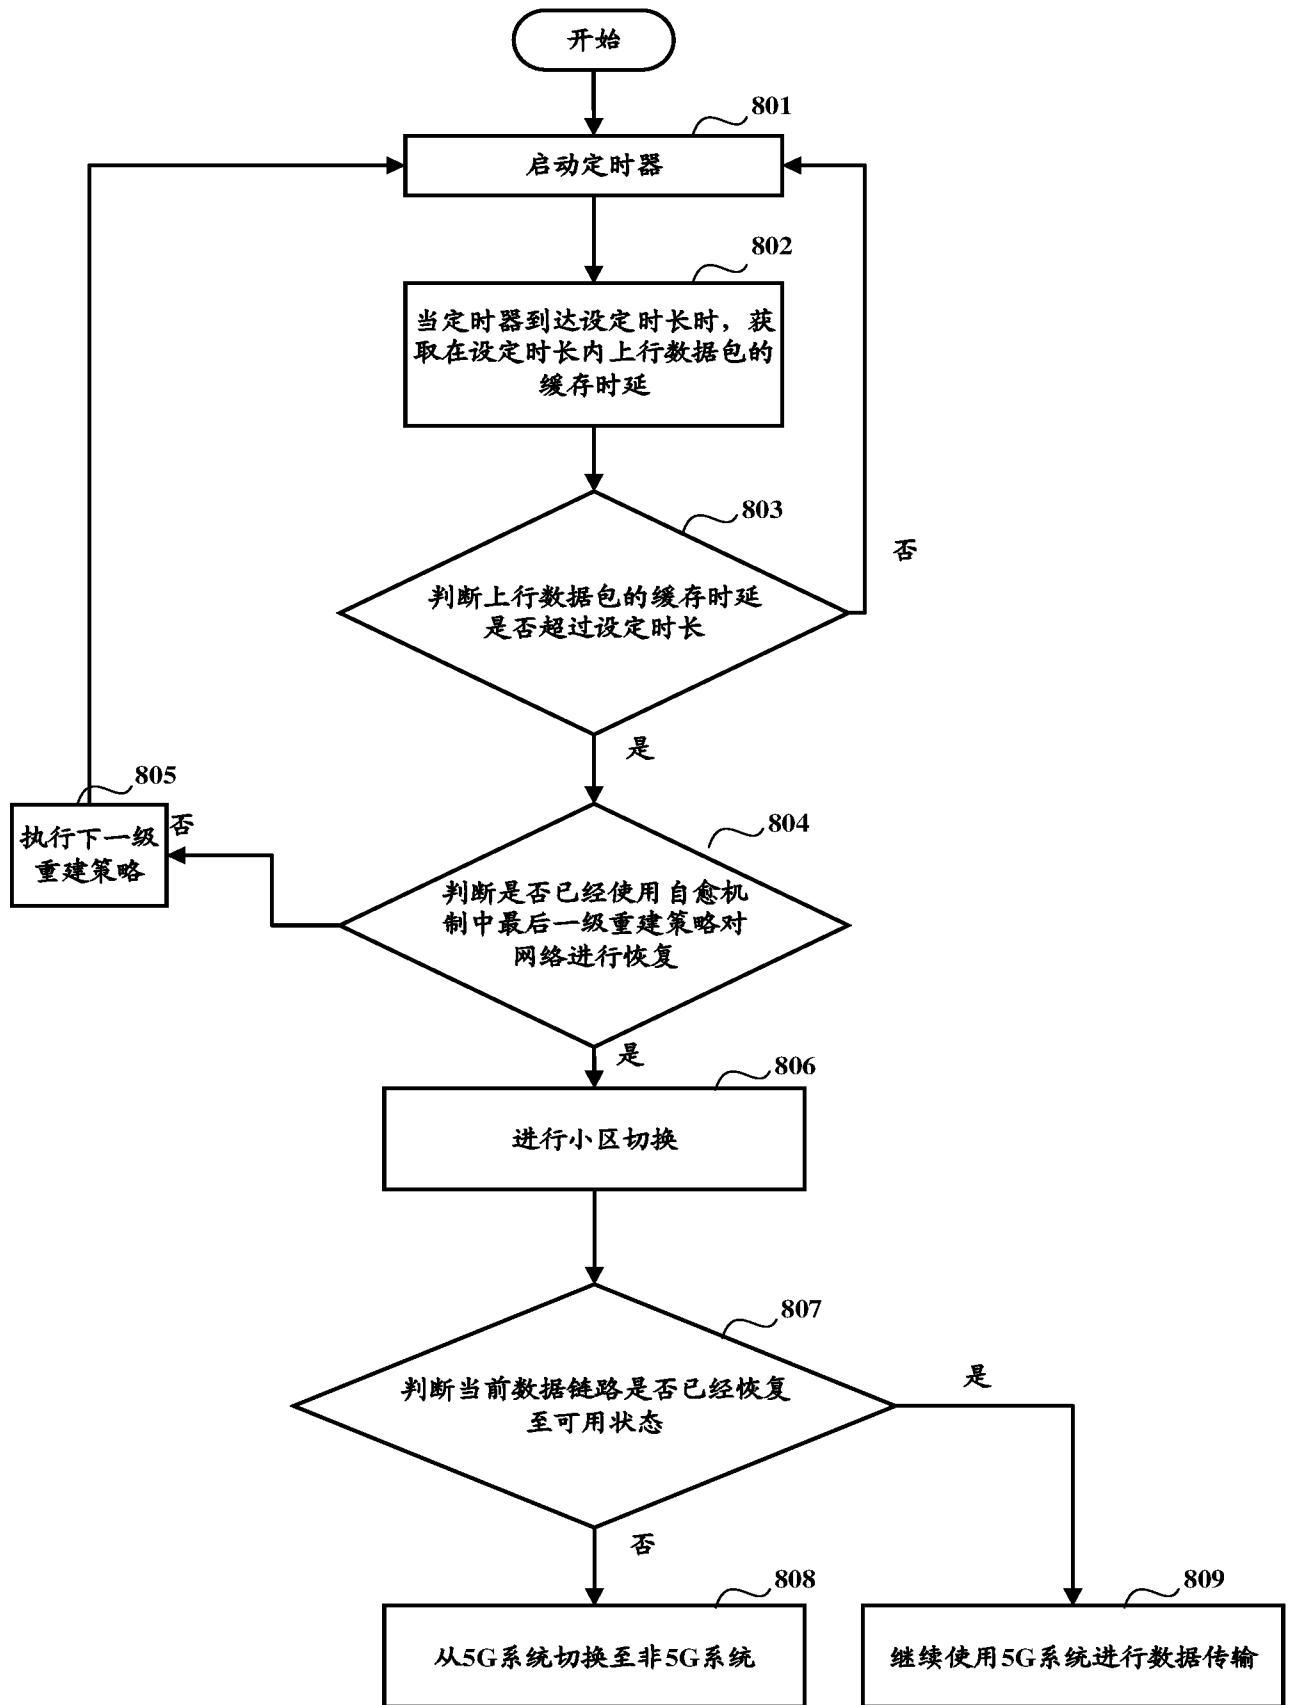 开始
801
启动定时器
802
当定时器到达设定时长时，获
取在设定时长内上行数据包的
缓存时延
803
否
判断上行数据包的缓存时延
是否超过设定时长
是
805
804
否
执行下一级
重建策略
判断是否已经使用自愈机
制中最后一级重建策略对
网络进行恢复
是
806
进行小区切换
807
是
判断当前数据链路是否已经恢复
至可用状态
否
808
809
从5G系统切换至非5G系统
继续使用5G系统进行数据传输